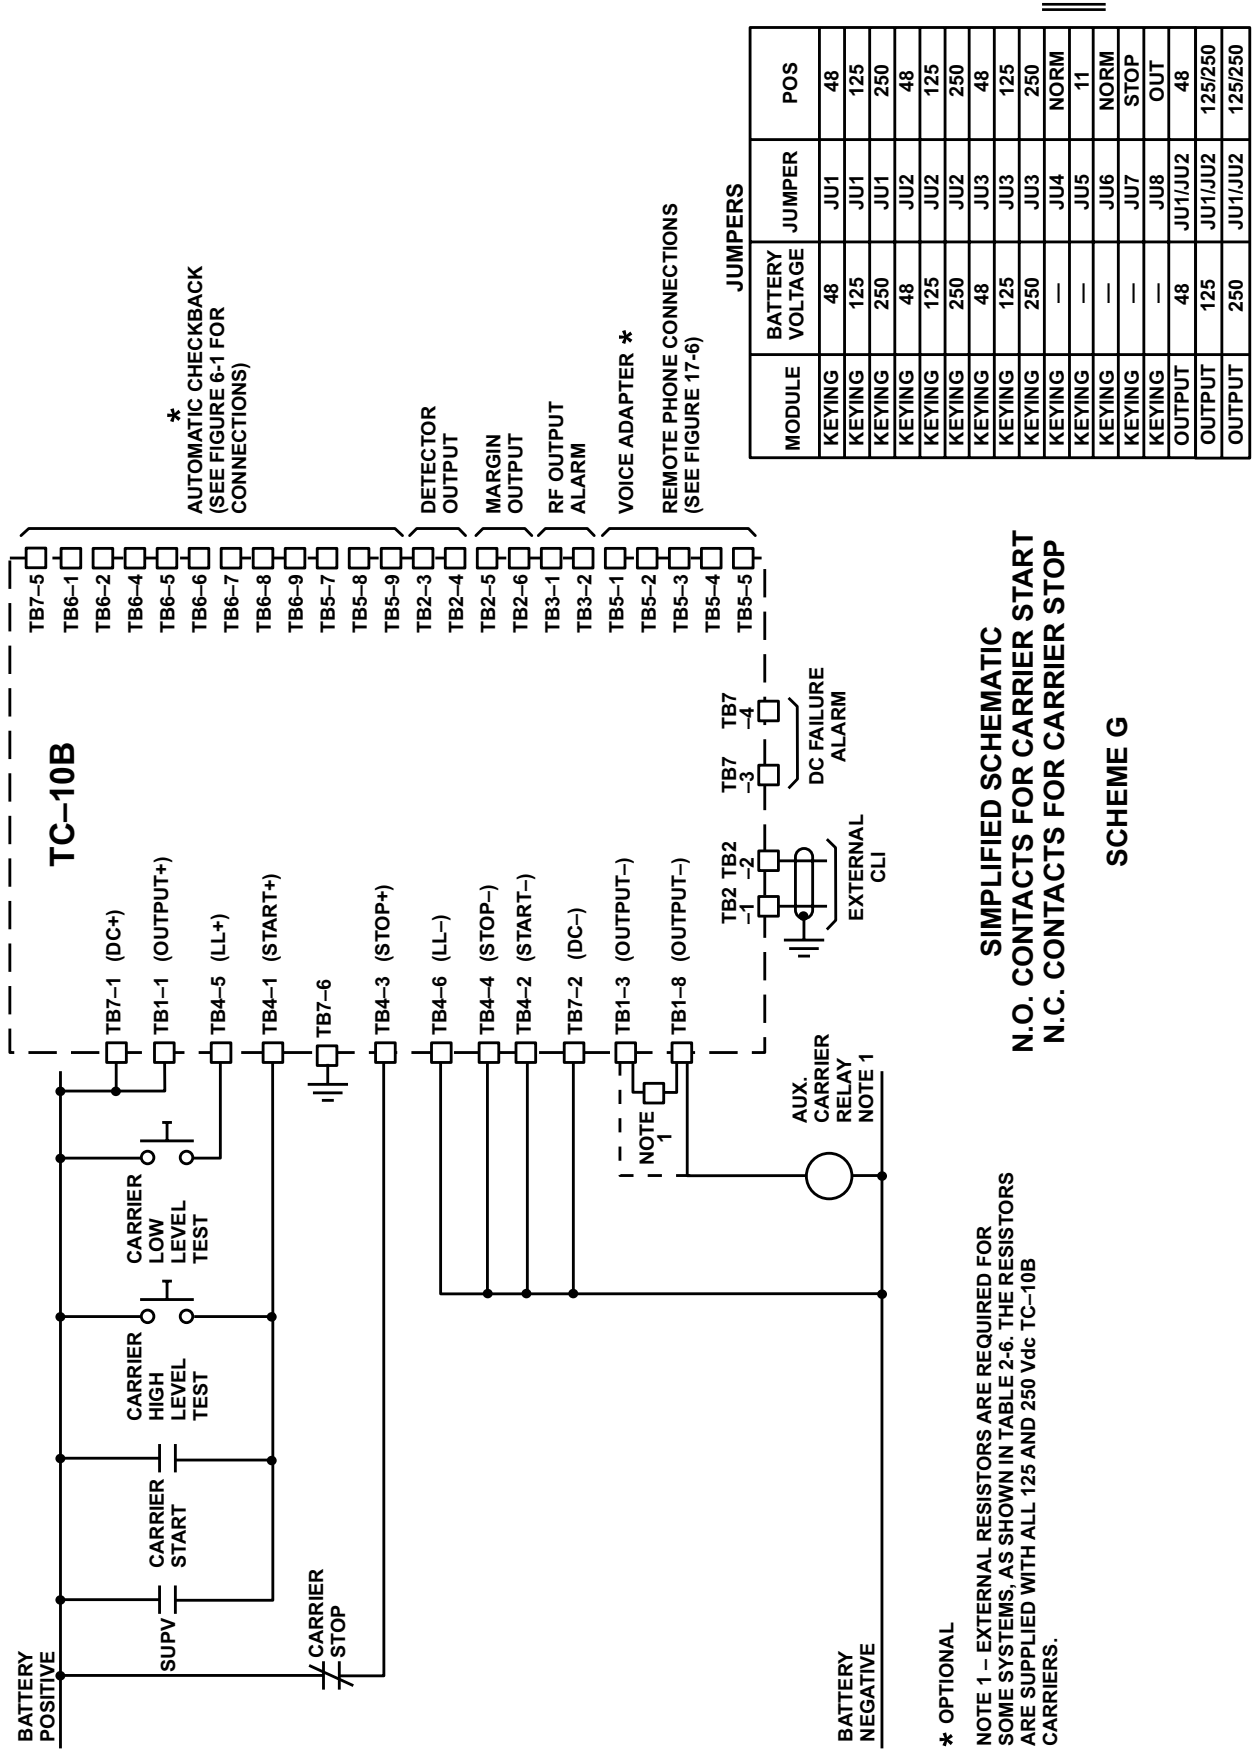 BATTERY
POSITIVE
SUPV
CARRIER
START
CARRIER
HIGH
LEVEL
TEST
CARRIER
LOW
LEVEL
TEST
CARRIER
STOP
TC–10B
TB7–1 (DC+)
TB1–1 (OUTPUT+)
TB4–5 (LL+)
TB4–1 (START+)
TB7–6
TB4–3 (STOP+)
TB4–6 (LL–)
TB4–4 (STOP–)
TB4–2 (START–)
TB7–2 (DC–)
TB1–3 (OUTPUT–)
TB1–8 (OUTPUT–)
NOTE
1
AUX.
CARRIER
RELAY
NOTE 1
BATTERY
NEGATIVE
TB2
–1
TB2
–2
EXTERNAL
CLI
TB7
–3
TB7
–4
DC FAILURE
ALARM
TB7–5
TB6–1
TB6–2
TB6–4
TB6–5
TB6–6
TB6–7
TB6–8
TB6–9
TB5–7
TB5–8
TB5–9
TB2–3
TB2–4
TB2–5
TB2–6
TB3–1
TB3–2
TB5–1
TB5–2
TB5–3
TB5–4
TB5–5
*
AUTOMATIC CHECKBACK
(SEE FIGURE 6-1 FOR
CONNECTIONS)
DETECTOR
OUTPUT
MARGIN
OUTPUT
RF OUTPUT
ALARM
VOICE ADAPTER *
REMOTE PHONE CONNECTIONS
(SEE FIGURE 17-6)
* OPTIONAL
NOTE 1 – EXTERNAL RESISTORS ARE REQUIRED FOR
SOME SYSTEMS, AS SHOWN IN TABLE 2-6. THE RESISTORS
ARE SUPPLIED WITH ALL 125 AND 250 Vdc TC–10B
CARRIERS.
SIMPLIFIED SCHEMATIC
N.O. CONTACTS FOR CARRIER START
N.C. CONTACTS FOR CARRIER STOP
SCHEME G
JUMPERS
MODULE BATTERY VOLTAGE JUMPER POS
KEYING 48 JU1 48
KEYING 125 JU1 125
KEYING 250 JU1 250
KEYING 48 JU2 48
KEYING 125 JU2 125
KEYING 250 JU2 250
KEYING 48 JU3 48
KEYING 125 JU3 125
KEYING 250 JU3 250
KEYING — JU4 NORM
KEYING — JU5 11
KEYING — JU6 NORM
KEYING — JU7 STOP
KEYING — JU8 OUT
OUTPUT 48 JU1/JU2 48
OUTPUT 125 JU1/JU2 125/250
OUTPUT 250 JU1/JU2 125/250